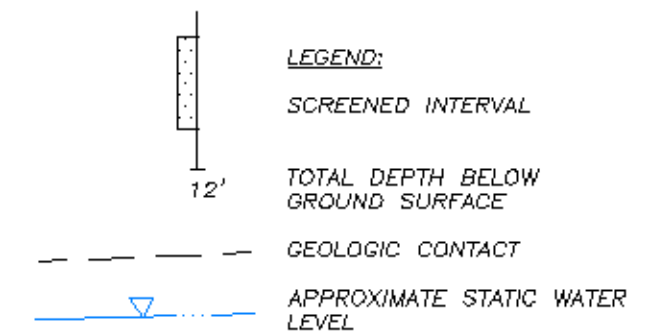 LEGEND:
SCREENED INTERVAL
12'
TOTAL DEPTH BELOW
GROUND SURFACE
GEOLOGIC CONTACT
APPROXIMATE STATIC WATER
LEVEL